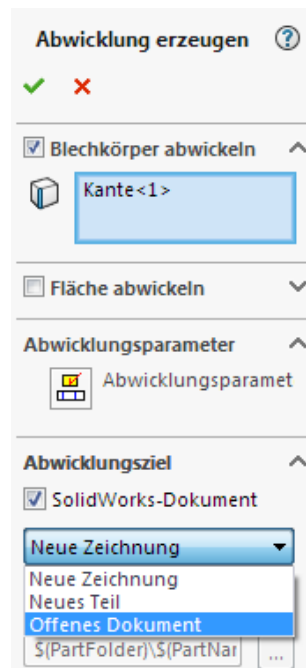 Abwicklung erzeugen
Blechkörper abwickeln
Kante<1>
Fläche abwickeln
Abwicklungsparameter
Abwicklungsparamet
Abwicklungsziel
SolidWorks-Dokument
Neue Zeichnung
Neue Zeichnung
Neues Teil
Offenes Dokument
$(PartFolder)\$(PartNar
...